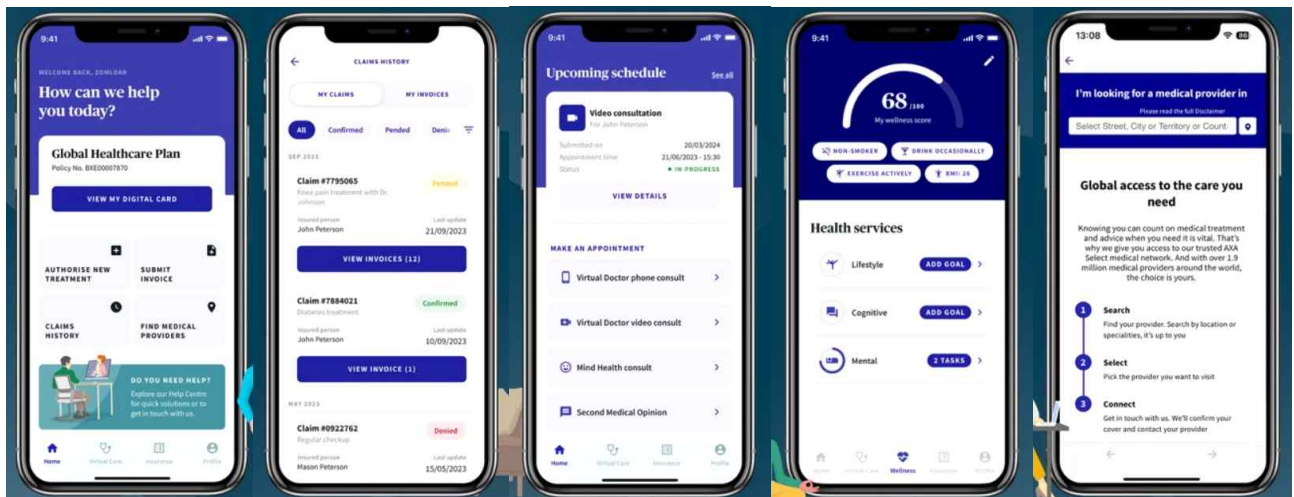 9:41
WELCOME BACK, ZOMLOAR
How can we help
you today?
Global Healthcare Plan
Policy No. BXE00007870
VIEW MY DIGITAL CARD
AUTHORISE NEW
TREATMENT
SUBMIT
INVOICE
CLAIMS
HISTORY
FIND MEDICAL
PROVIDERS
DO YOU NEED HELP?
Explore our Help Centre
for quick solutions or to
get in touch with us.
Home
Virtual Care
Insurance
Profile
CLAIMS HISTORY
MY CLAIMS
MY INVOICES
All
Confirmed
Pended
Denie
SEP 2023
Claim #7795065
Pended
Knee pain treatment with Dr.
Johnson
Insured person
Last update
John Peterson
21/09/2023
VIEW INVOICES (12)
Claim #7884021
Confirmed
Diabetes treatment
Insured person
Last update
John Peterson
10/09/2023
VIEW INVOICE (1)
MAY 2023
Claim #0922762
Denied
Regular checkup
Insured person
Last update
Mason Peterson
15/05/2023
9:41
Upcoming schedule
See all
Video consultation
For John Peterson
Submitted on
20/03/2024
Appointment time
21/06/2023 - 15:30
Status
IN-PROGRESS
VIEW DETAILS
MAKE AN APPOINTMENT
Virtual Doctor phone consult
Virtual Doctor video consult
Mind Health consult
Second Medical Opinion
Home
Virtual Care
Insurance
Profile
9:41
68 /100
My wellness score
NON-SMOKER
DRINK OCCASIONALLY
EXERCISE ACTIVELY
BMI: 26
Health services
Lifestyle
ADD GOAL
Cognitive
ADD GOAL
Mental
2 TASKS
Home
Virtual Care
Wellness
Insurance
Profile
13:08
I'm looking for a medical provider in
Please read the full Disclaimer
Select Street, City or Territory or Count
Global access to the care you
need
Knowing you can count on medical treatment
and advice when you need it is vital. That's
why we give you access to our trusted AXA
Select medical network. And with over 1.9
million medical providers around the world,
the choice is yours.
1
Search
Find your provider. Search by location or
specialities, it's up to you
2
Select
Pick the provider you want to visit
3
Connect
Get in touch with us. We'll confirm your
cover and contact your provider